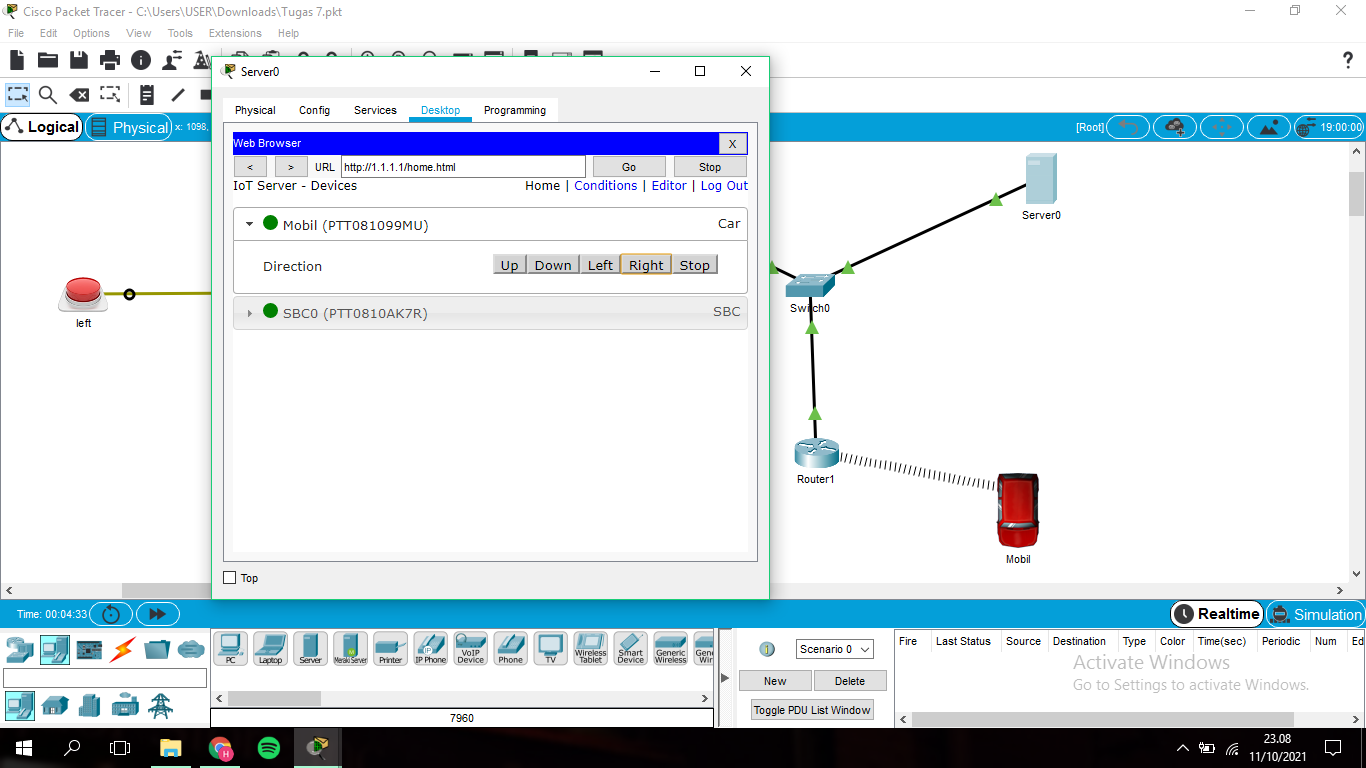 Cisco Packet Tracer - C:\Users\USER\Downloads\Tugas 7.pkt
File Edit Options View Tools Extensions Help
?
Server0
Physical Config Services Desktop Programming
Logical Physical x: 1098,
[Root] 19:00:00
Web Browser X
< > URL http://1.1.1.1/home.html Go Stop
IoT Server - Devices Home | Conditions | Editor | Log Out
Mobil (PTT081099MU) Car
Direction Up Down Left Right Stop
SBC0 (PTT0810AK7R) SBC
Top
left
Server0
Switch0
Router1
Mobil
Time: 00:04:33 Realtime Simulation
PC Laptop Server Meraki Server Printer IP Phone VoIP Device Phone TV Wireless Tablet Smart Device Generic Wireless
7960
Scenario 0
New Delete
Toggle PDU List Window
Fire Last Status Source Destination Type Color Time(sec) Periodic Num Ed
Activate Windows
Go to Settings to activate Windows.
H
23.08
11/10/2021